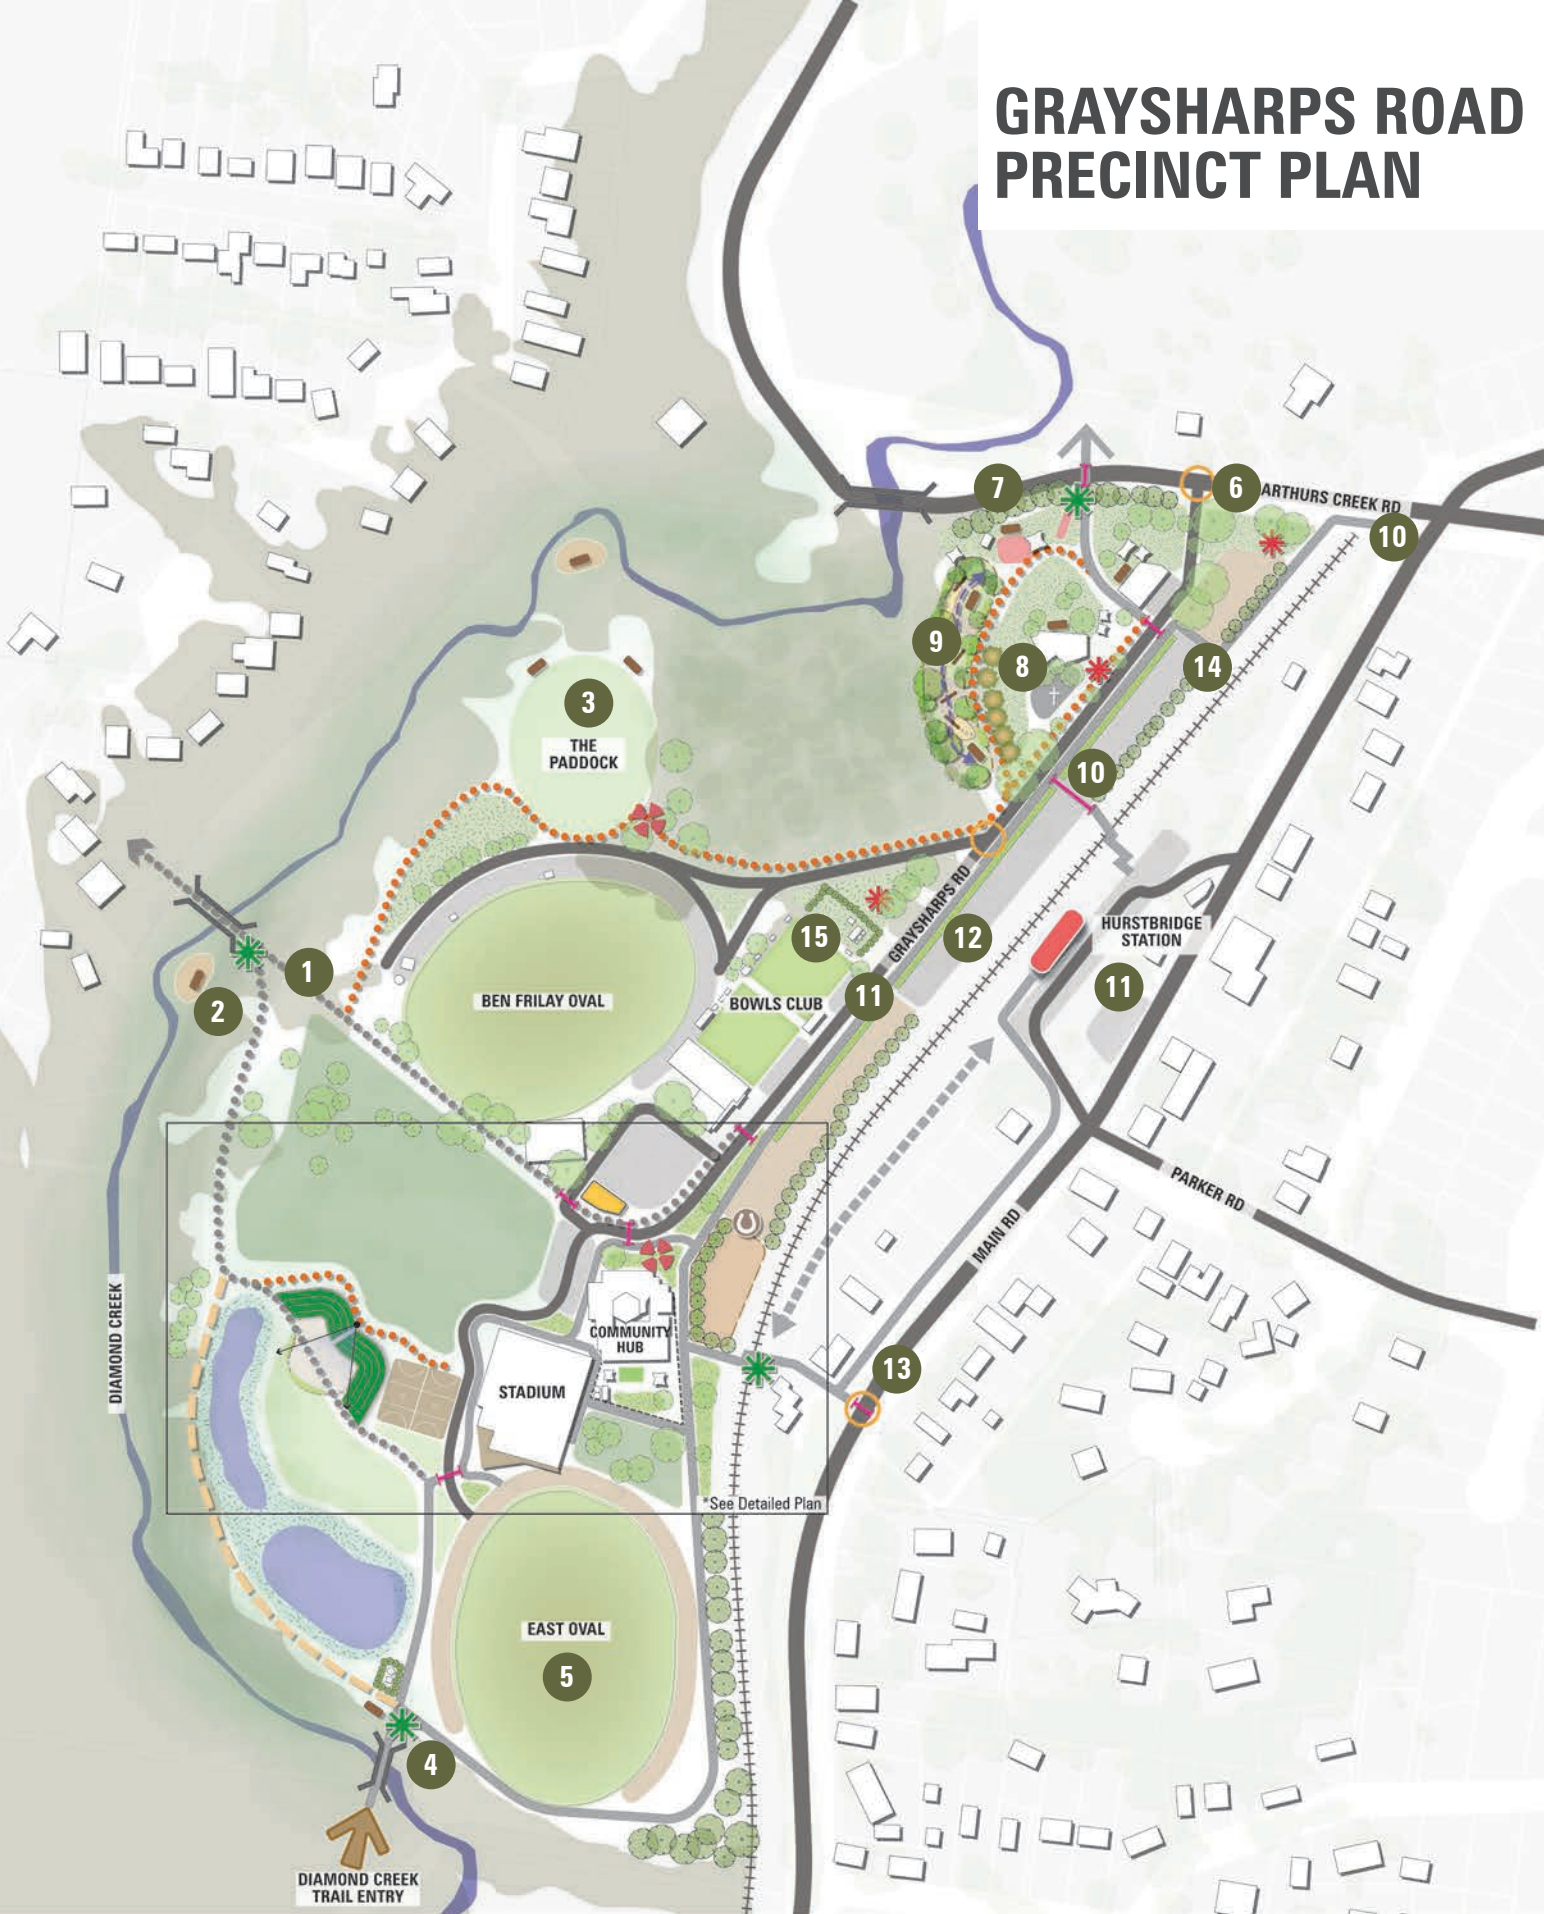 GRAYSHARPS ROAD
PRECINCT PLAN
7
6
ARTHURS CREEK RD
10
9
8
14
3
THE
PADDOCK
10
GRAYSHARPS RD
15
12
HURSTBRIDGE
STATION
1
2
BEN FRILAY OVAL
BOWLS CLUB
11
11
PARKER RD
MAIN RD
DIAMOND CREEK
COMMUNITY
HUB
STADIUM
13
*See Detailed Plan
EAST OVAL
5
4
DIAMOND CREEK
TRAIL ENTRY